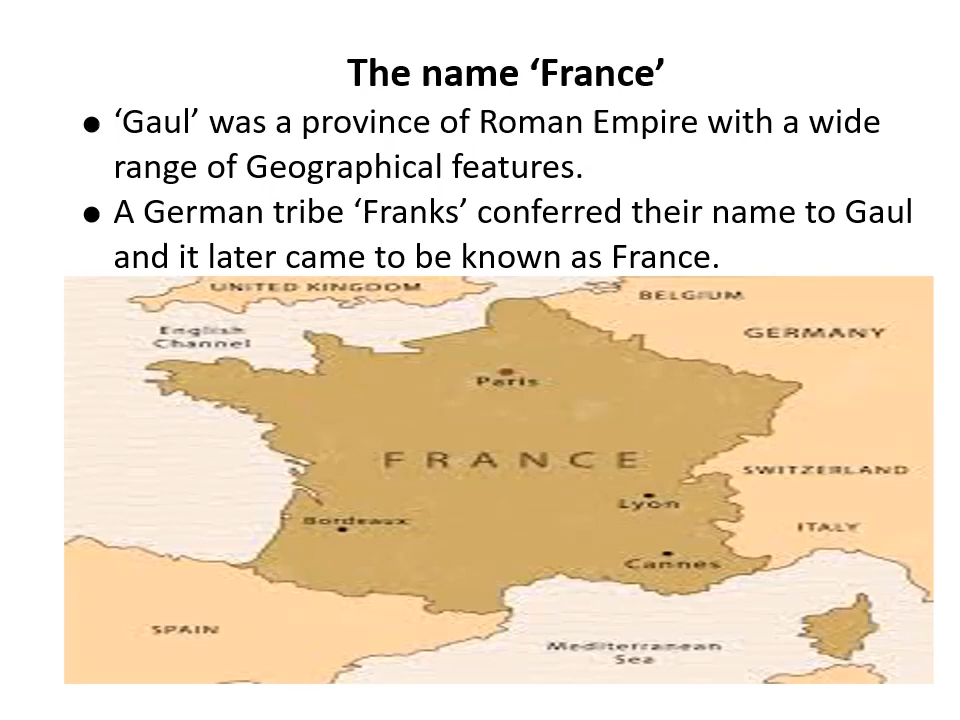 The name ‘France’
● ‘Gaul’ was a province of Roman Empire with a wide
range of Geographical features.
● A German tribe ‘Franks’ conferred their name to Gaul
and it later came to be known as France.
UNITED KINGDOM
BELGIUM
English
Channel
GERMANY
Paris
FRANCE
SWITZERLAND
Lyon
Bordeaux
ITALY
Cannes
SPAIN
Mediterranean
Sea